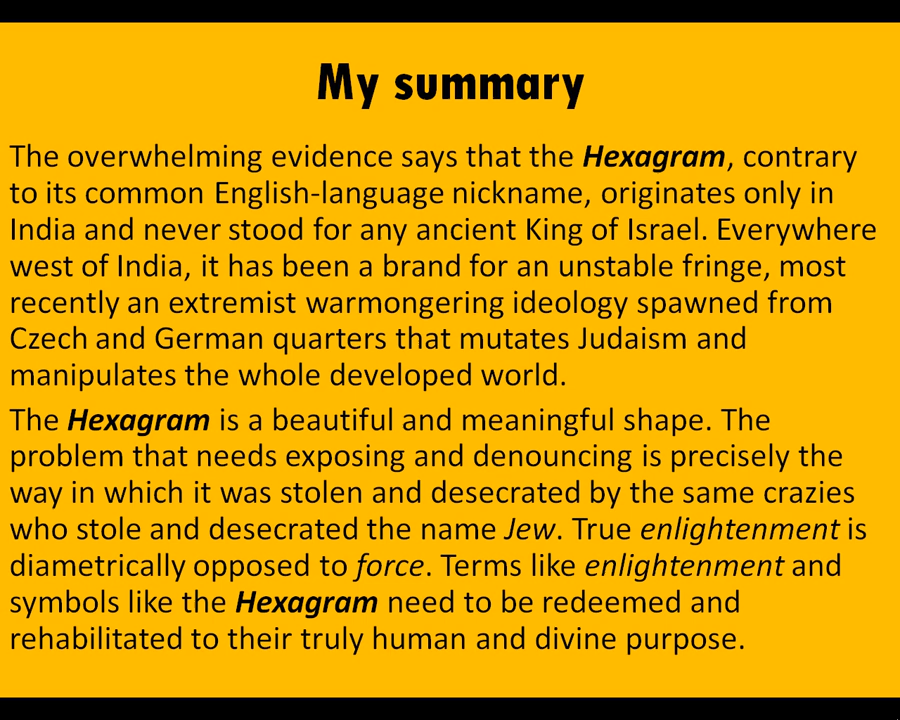 My summary
The overwhelming evidence says that the Hexagram, contrary
to its common English-language nickname, originates only in
India and never stood for any ancient King of Israel. Everywhere
west of India, it has been a brand for an unstable fringe, most
recently an extremist warmongering ideology spawned from
Czech and German quarters that mutates Judaism and
manipulates the whole developed world.
The Hexagram is a beautiful and meaningful shape. The
problem that needs exposing and denouncing is precisely the
way in which it was stolen and desecrated by the same crazies
who stole and desecrated the name Jew. True enlightenment is
diametrically opposed to force. Terms like enlightenment and
symbols like the Hexagram need to be redeemed and
rehabilitated to their truly human and divine purpose.